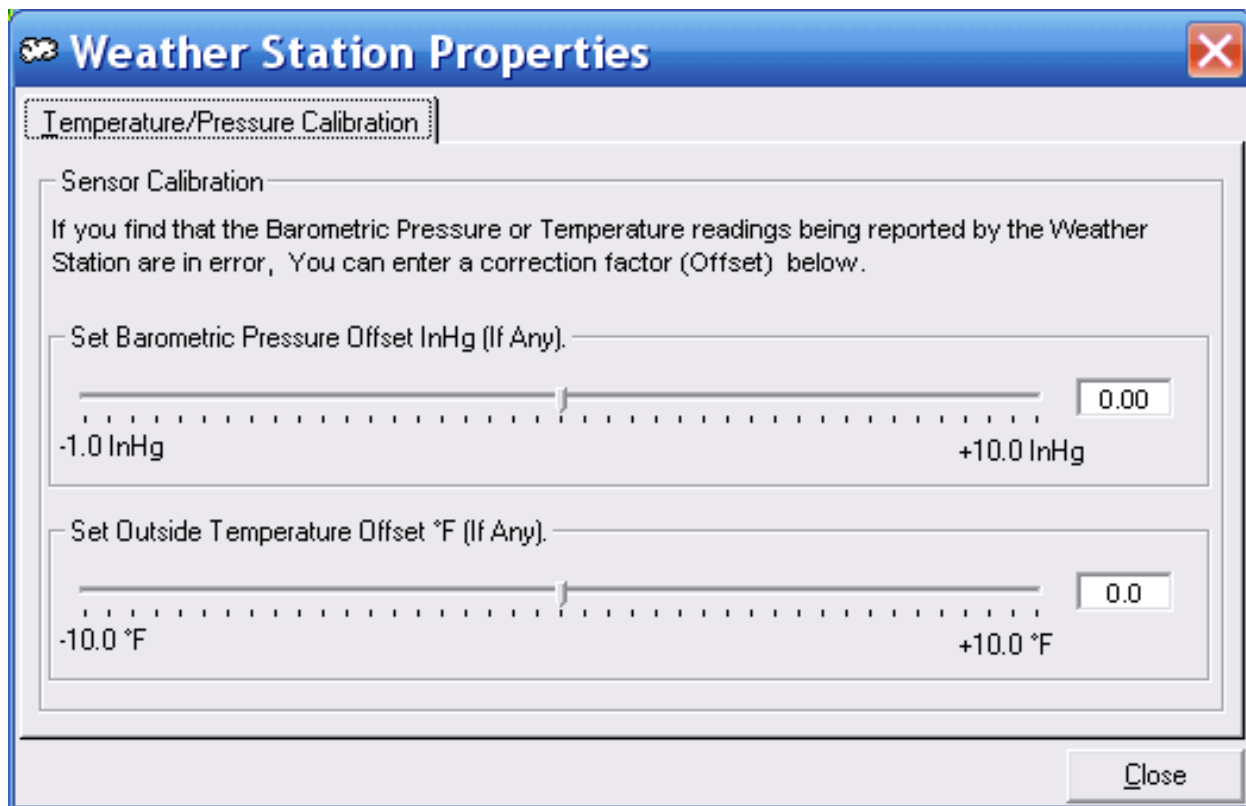 Weather Station Properties
Temperature/Pressure Calibration
Sensor Calibration
If you find that the Barometric Pressure or Temperature readings being reported by the Weather
Station are in error, You can enter a correction factor (Offset) below.
Set Barometric Pressure Offset InHg (If Any).
0.00
-1.0 InHg
+10.0 InHg
Set Outside Temperature Offset °F (If Any).
0.0
-10.0 °F
+10.0 °F
Close